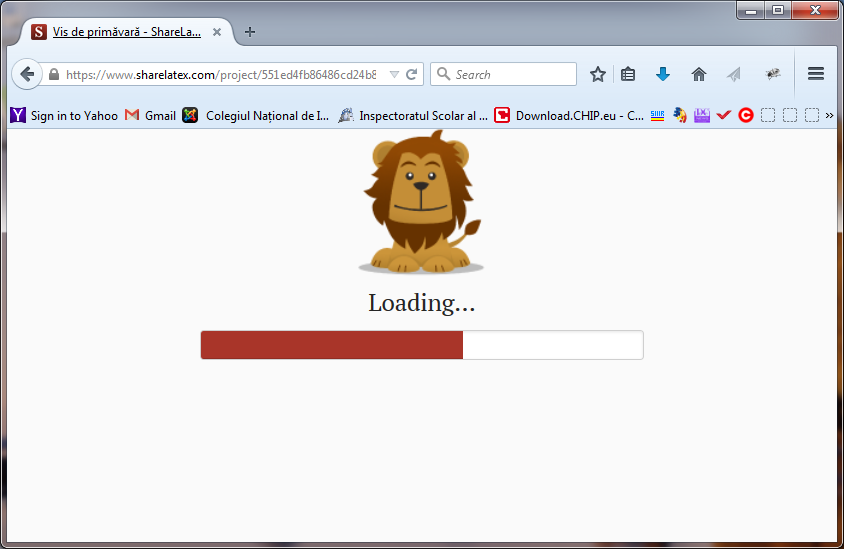 Vis de primăvară - ShareLa...
https://www.sharelatex.com/project/551ed4fb86486cd24b8
Search
Sign in to Yahoo Gmail Colegiul Național de I... Inspectoratul Scolar al ... Download.CHIP.eu - C...
Loading...